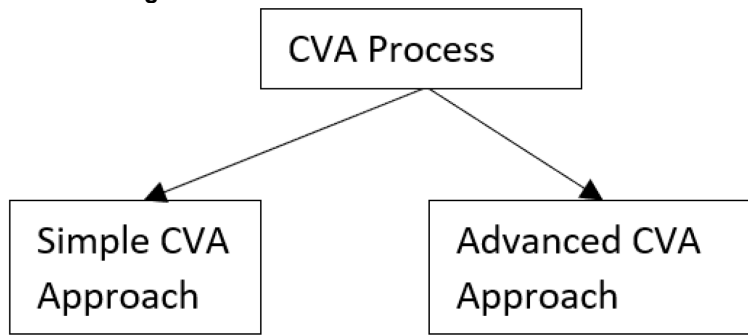 CVA Process
Simple CVA
Approach
Advanced CVA
Approach